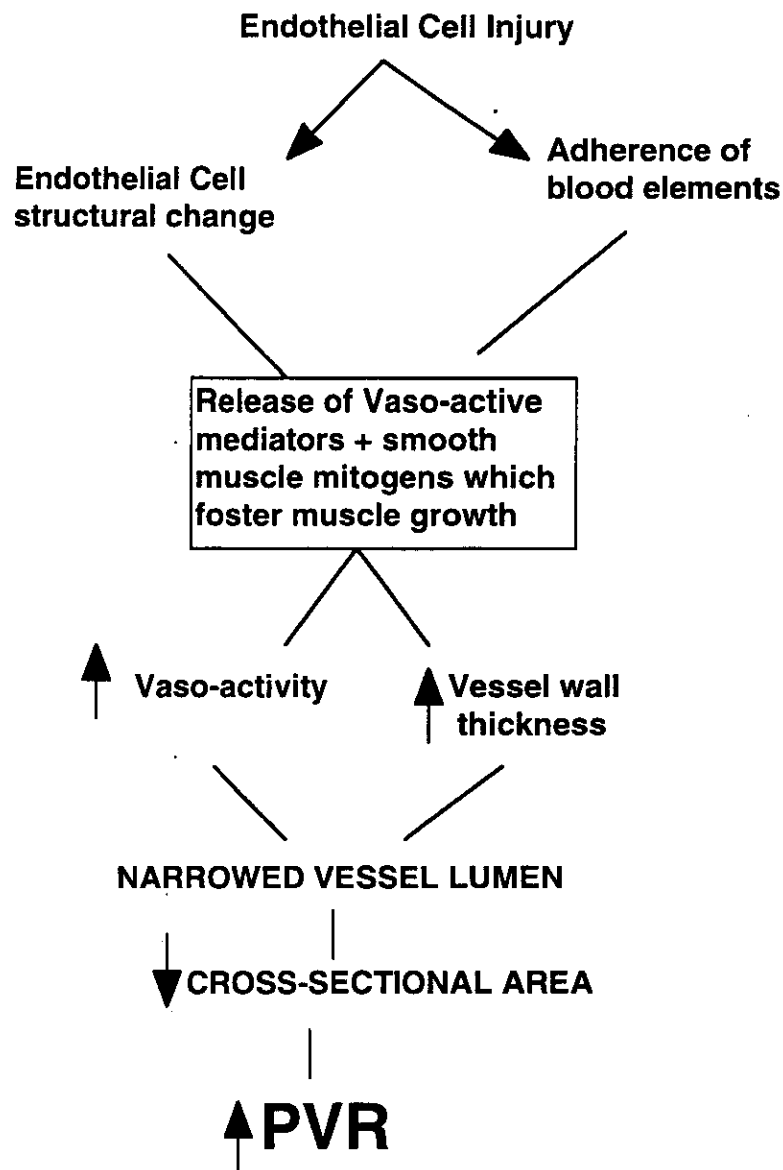 Endothelial Cell Injury
Endothelial Cell
structural change
Adherence of
blood elements
Release of Vaso-active
mediators + smooth
muscle mitogens which
foster muscle growth
Vaso-activity
Vessel wall
thickness
NARROWED VESSEL LUMEN
CROSS-SECTIONAL AREA
PVR